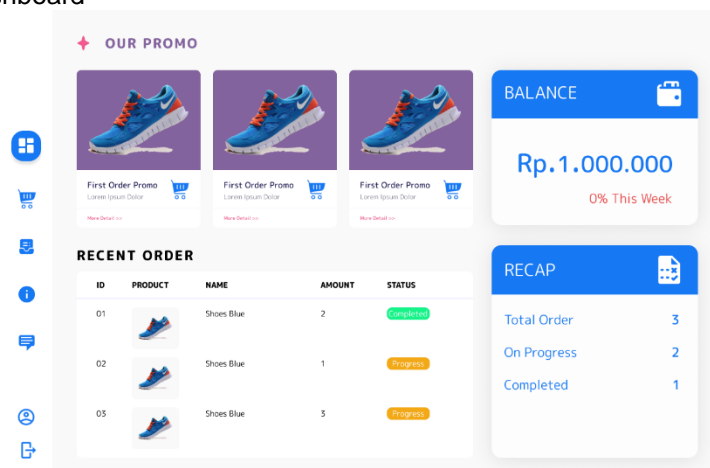 OUR PROMO
First Order Promo
Lorem Ipsum Dolor
More Detail >>
First Order Promo
Lorem Ipsum Dolor
More Detail >>
First Order Promo
Lorem Ipsum Dolor
More Detail >>
BALANCE
Rp.1.000.000
0% This Week
RECENT ORDER
ID PRODUCT NAME AMOUNT STATUS
01 Shoes Blue 2 Completed
02 Shoes Blue 1 Progress
03 Shoes Blue 3 Progress
RECAP
Total Order 3
On Progress 2
Completed 1